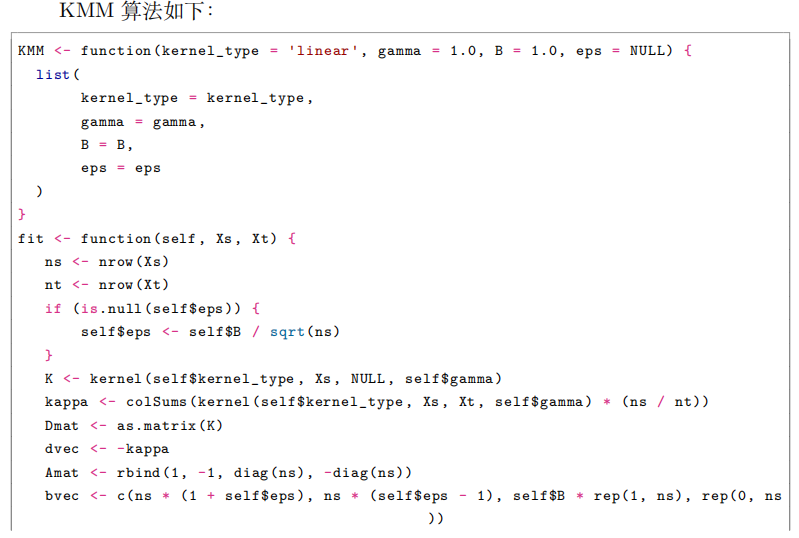 KMM 算法如下：
KMM <- function(kernel_type = 'linear', gamma = 1.0, B = 1.0, eps = NULL) {
  list(
       kernel_type = kernel_type,
       gamma = gamma,
       B = B,
       eps = eps
  )
}
fit <- function(self, Xs, Xt) {
   ns <- nrow(Xs)
   nt <- nrow(Xt)
   if (is.null(self$eps)) {
       self$eps <- self$B / sqrt(ns)
   }
   K <- kernel(self$kernel_type, Xs, NULL, self$gamma)
   kappa <- colSums(kernel(self$kernel_type, Xs, Xt, self$gamma) * (ns / nt))
   Dmat <- as.matrix(K)
   dvec <- -kappa
   Amat <- rbind(1, -1, diag(ns), -diag(ns))
   bvec <- c(ns * (1 + self$eps), ns * (self$eps - 1), self$B * rep(1, ns), rep(0, ns
))